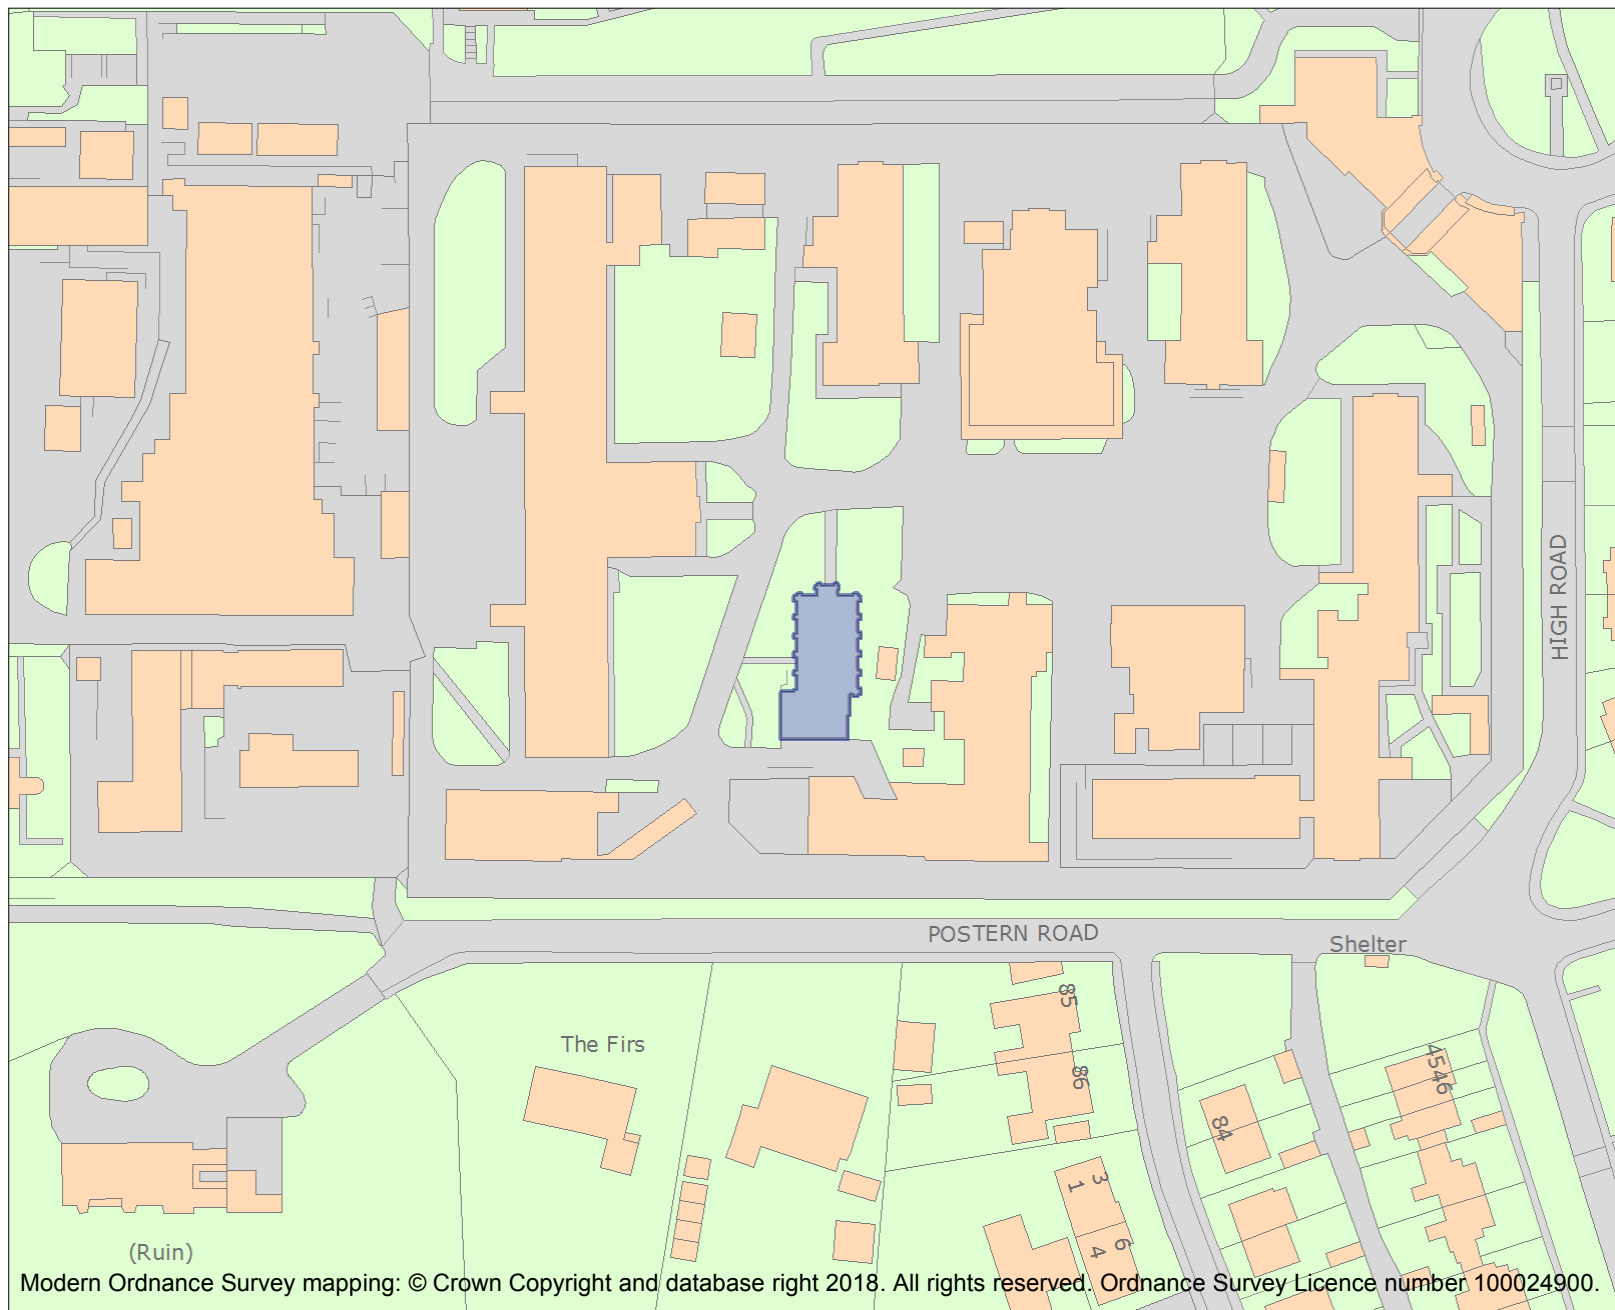 HIGH ROAD
POSTERN ROAD
Shelter
85
The Firs
4546
86
84
3
1
6
4
(Ruin)
Modern Ordnance Survey mapping: © Crown Copyright and database right 2018. All rights reserved. Ordnance Survey Licence number 100024900.